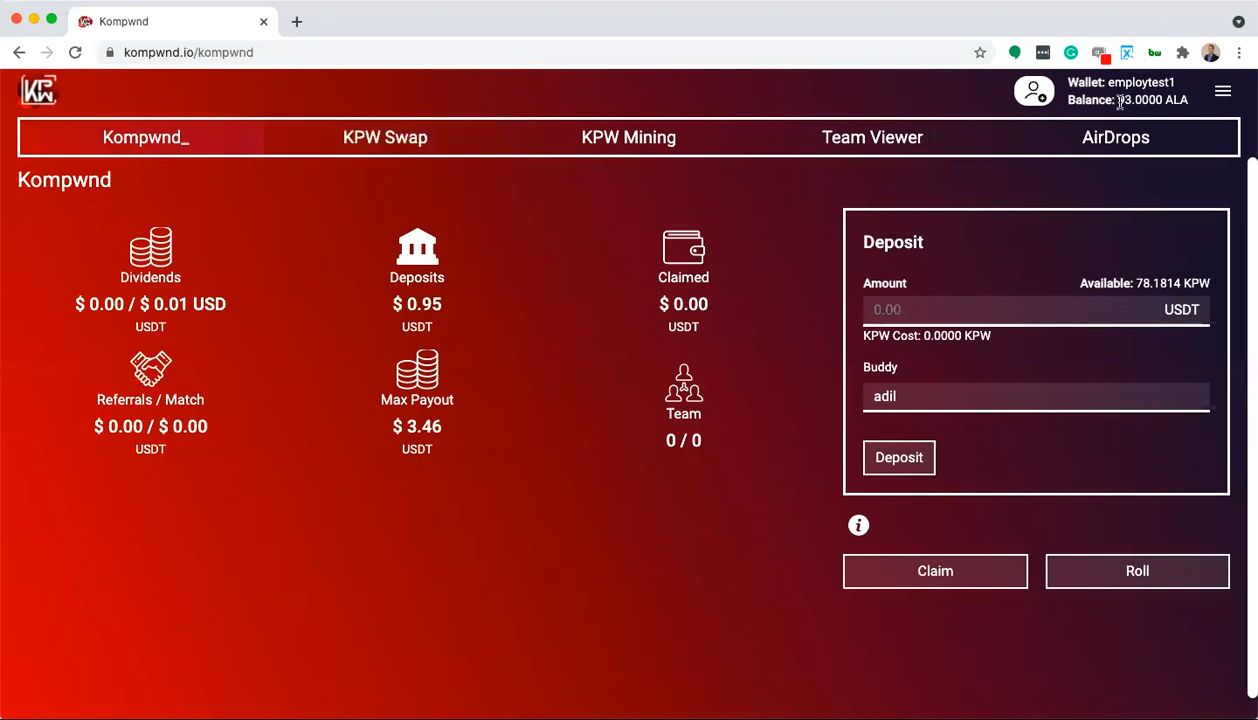 Kompwnd
kompwnd.io/kompwnd
KPW
Wallet: employtest1
Balance: 3.0000 ALA
Kompwnd_
KPW Swap
KPW Mining
Team Viewer
AirDrops
Kompwnd
Dividends
$ 0.00 / $ 0.01 USD
USDT
Deposits
$ 0.95
USDT
Claimed
$ 0.00
USDT
Referrals / Match
$ 0.00 / $ 0.00
USDT
Max Payout
$ 3.46
USDT
Team
0 / 0
Deposit
Amount
Available: 78.1814 KPW
0.00
USDT
KPW Cost: 0.0000 KPW
Buddy
adil
Deposit
Claim
Roll